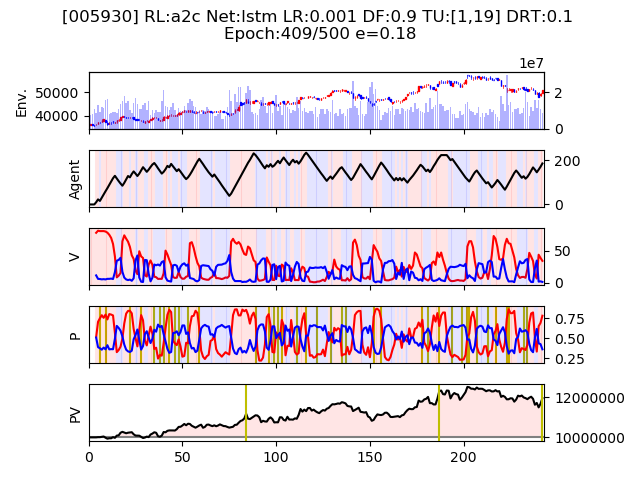 [005930] RL:a2c Net:lstm LR:0.001 DF:0.9 TU:[1,19] DRT:0.1
Epoch:409/500 e=0.18
1e7
Env.
50000
40000
2
0
Agent
200
0
V
50
0
P
0.75
0.50
0.25
PV
12000000
10000000
0 50 100 150 200